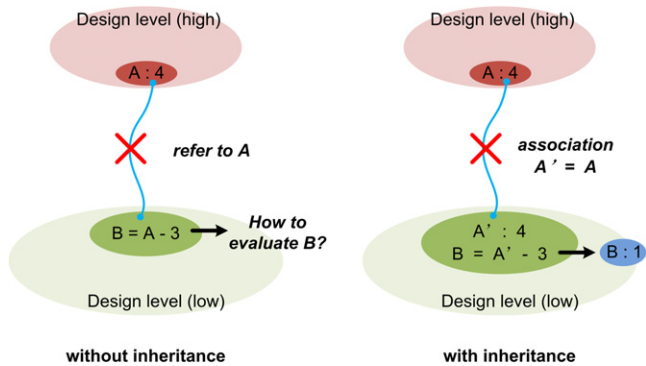 Design level (high)
A : 4
refer to A
B = A - 3
How to
evaluate B?
Design level (low)
without inheritance
Design level (high)
A : 4
association
A' = A
A' : 4
B = A' - 3
B : 1
Design level (low)
with inheritance